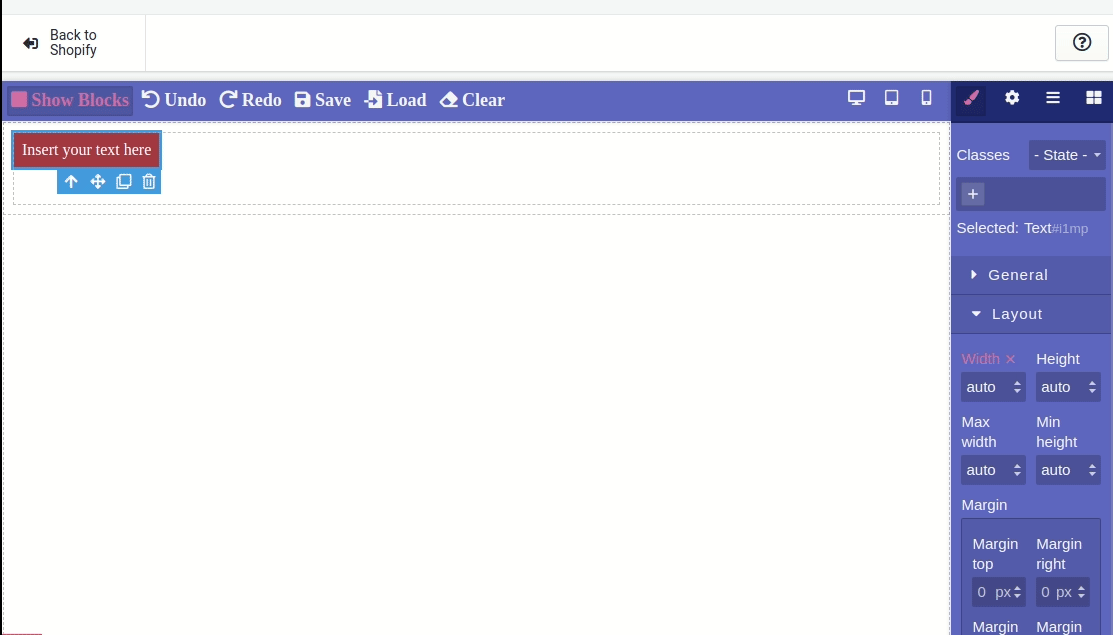 Back to
Shopify
Show Blocks Undo Redo Save Load Clear
Insert your text here
Classes - State -
Selected: Text#i1mp
General
Layout
Width Height
auto auto
Max width Min height
auto auto
Margin
Margin top Margin right
0 px 0 px
Margin Margin